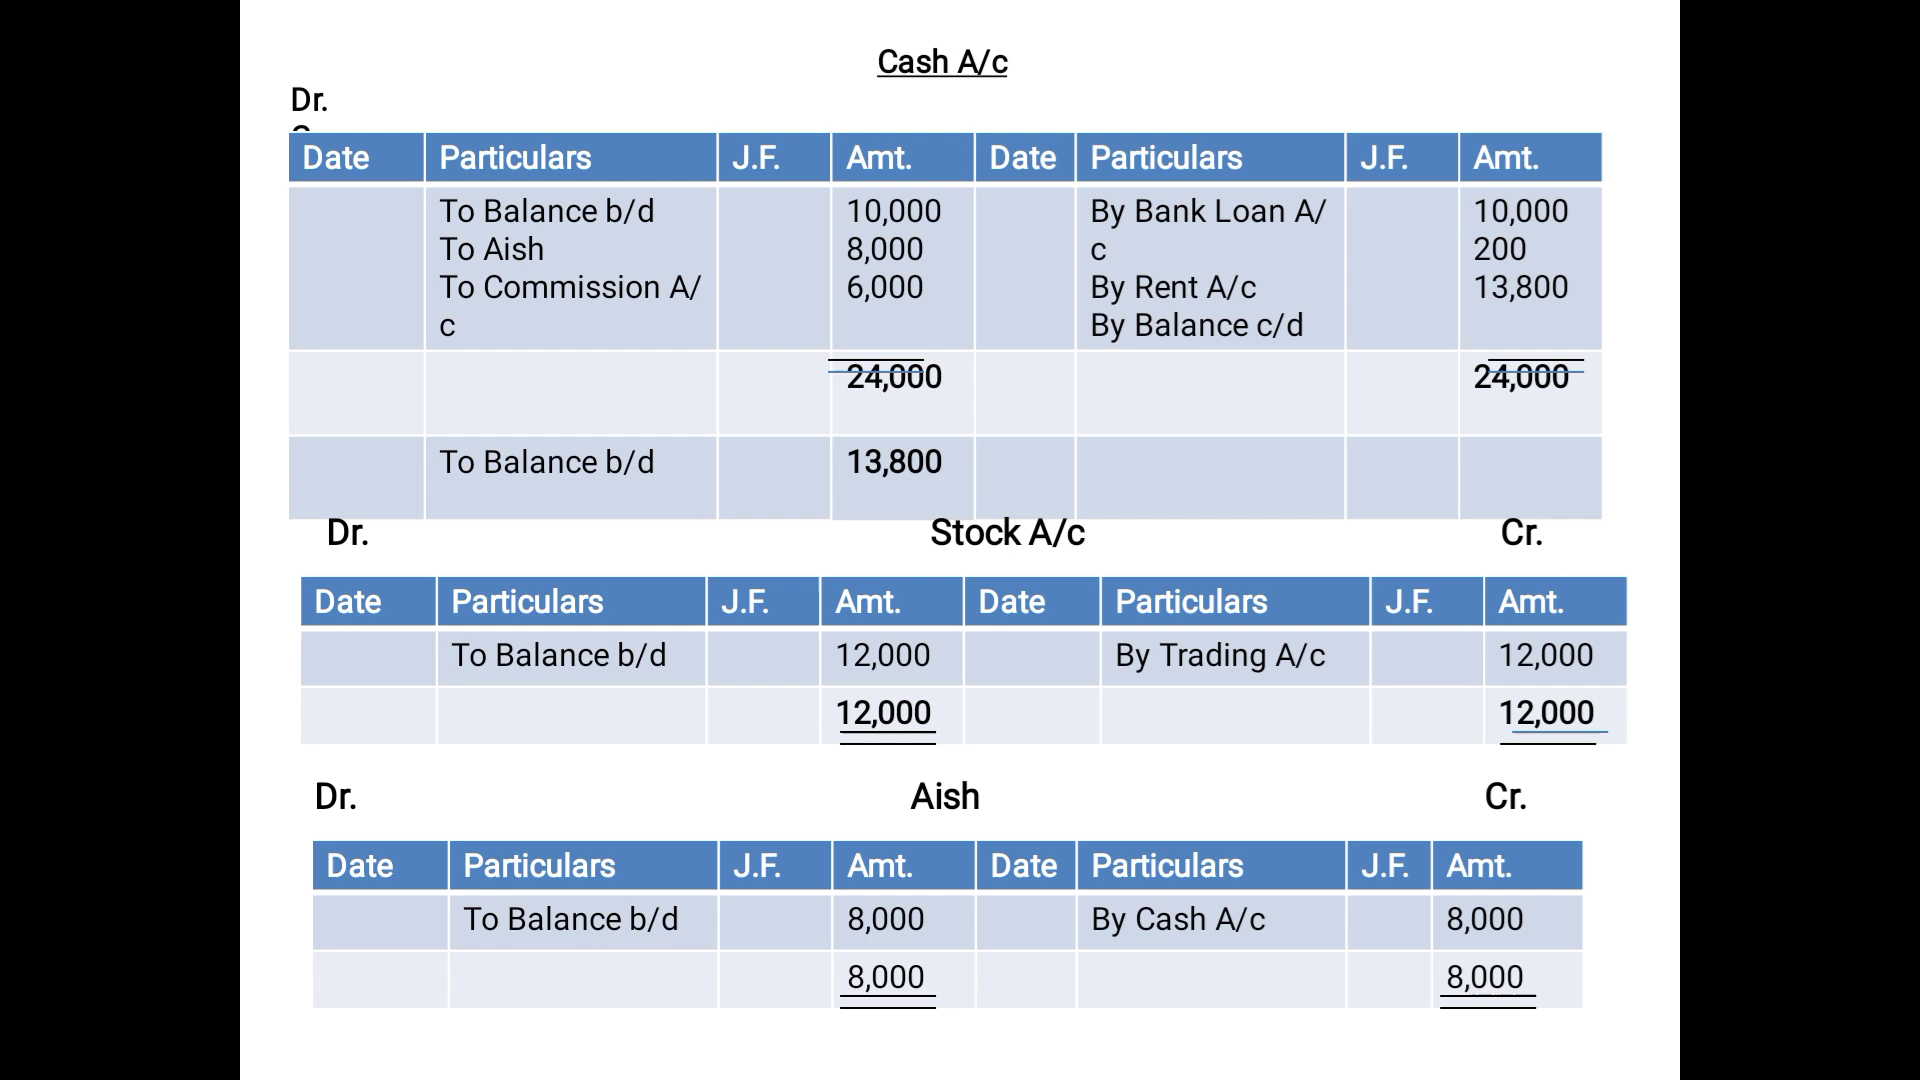 Cash A/c
Dr.
Date Particulars J.F. Amt. Date Particulars J.F. Amt.
To Balance b/d 10,000 By Bank Loan A/ 10,000
To Aish 8,000 c 200
To Commission A/ 6,000 By Rent A/c 13,800
c By Balance c/d
24,000 24,000
To Balance b/d 13,800
Dr. Stock A/c Cr.
Date Particulars J.F. Amt. Date Particulars J.F. Amt.
To Balance b/d 12,000 By Trading A/c 12,000
12,000 12,000
Dr. Aish Cr.
Date Particulars J.F. Amt. Date Particulars J.F. Amt.
To Balance b/d 8,000 By Cash A/c 8,000
8,000 8,000